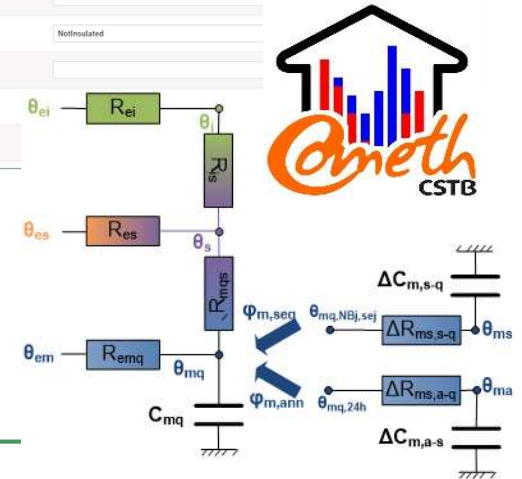 NotInsulated
Cometh
CSTB
θei
Rei
θi
Ris
θes
Res
θs
Rmqs
θem
Remq
θmq
Cmq
φm,seq
φm,ann
θmq,NBj,sej
θmq,24h
ΔCm,s-q
ΔRms,s-q
θms
ΔRms,a-q
θma
ΔCm,a-s